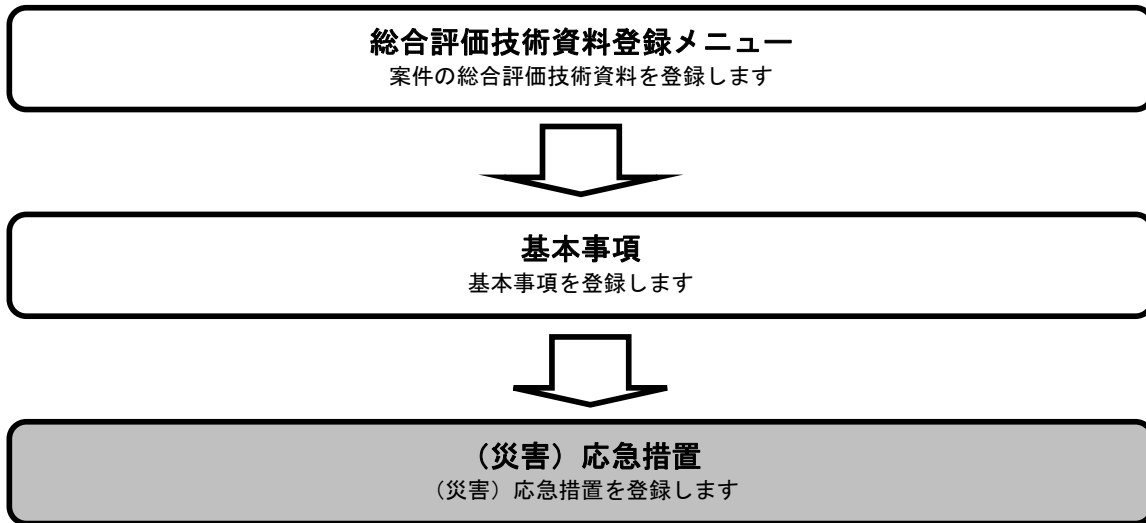 総合評価技術資料登録メニュー
案件の総合評価技術資料を登録します
基本事項
基本事項を登録します
（災害）応急措置
（災害）応急措置を登録します